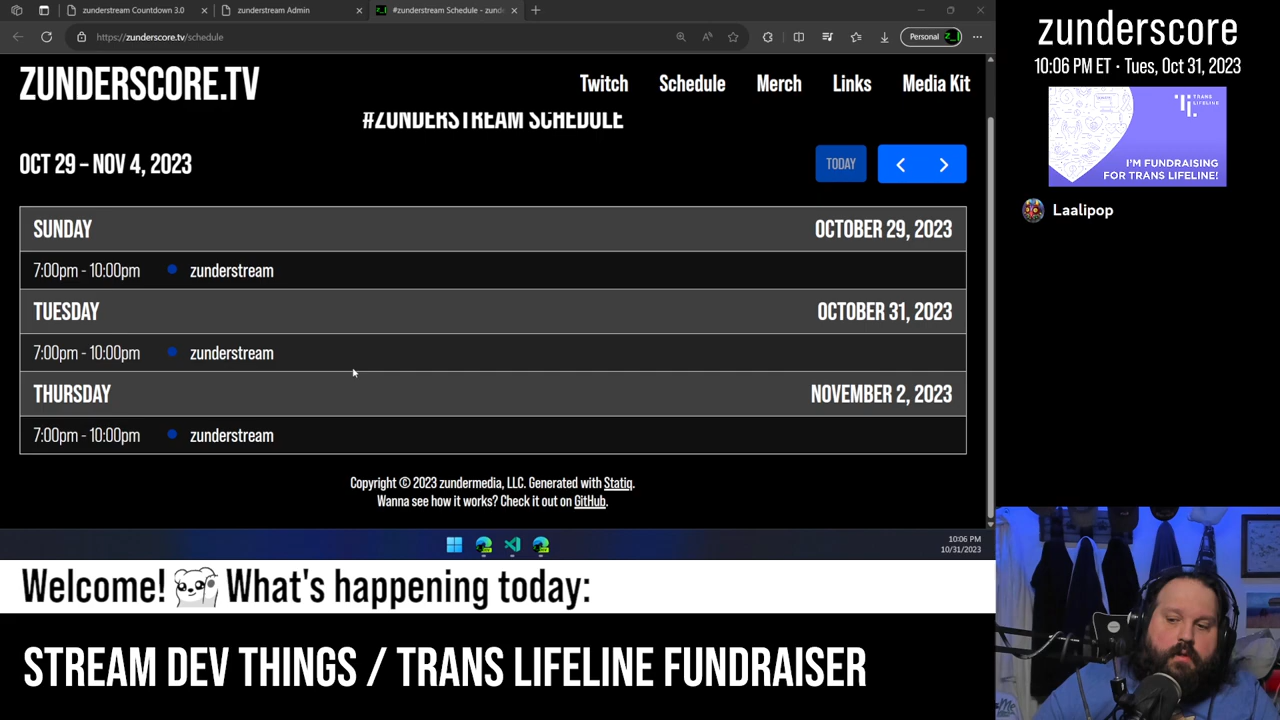 zunderstream Countdown 3.0
zunderstream Admin
#zunderstream Schedule - zunde
https://zunderscore.tv/schedule
Personal
ZUNDERSCORE.TV
Twitch
Schedule
Merch
Links
Media Kit
#ZUNDERSTREAM SCHEDULE
OCT 29 – NOV 4, 2023
TODAY
SUNDAY
OCTOBER 29, 2023
7:00pm - 10:00pm
zunderstream
TUESDAY
OCTOBER 31, 2023
7:00pm - 10:00pm
zunderstream
THURSDAY
NOVEMBER 2, 2023
7:00pm - 10:00pm
zunderstream
Copyright © 2023 zundermedia, LLC. Generated with Statiq.
Wanna see how it works? Check it out on GitHub.
10:06 PM
10/31/2023
Welcome! What's happening today:
STREAM DEV THINGS / TRANS LIFELINE FUNDRAISER
zunderscore
10:06 PM ET · Tues, Oct 31, 2023
TRANS
LIFELINE
I'M FUNDRAISING
FOR TRANS LIFELINE!
Laalipop